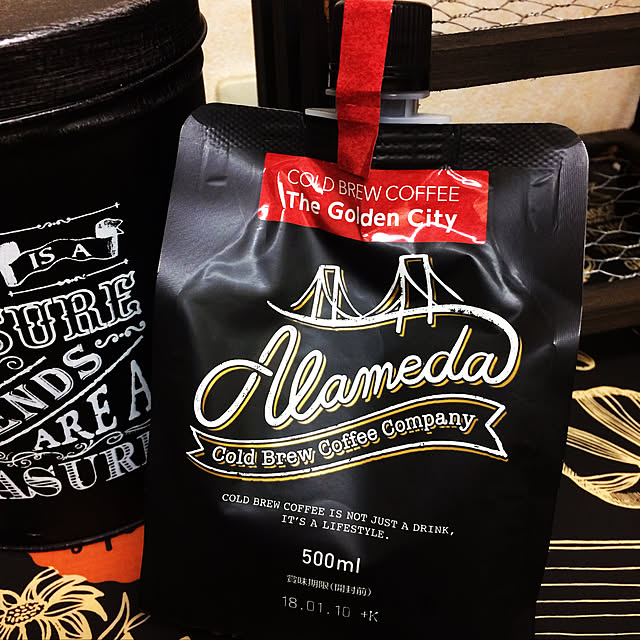 COLD BREW COFFEE
The Golden City
Alameda
Cold Brew Coffee Company
COLD BREW COFFEE IS NOT JUST A DRINK,
IT'S A LIFESTYLE.
500ml
賞味期限(開封前)
18.01.10 +K
IS A
SURE
ENDS
ARE A
ASURE